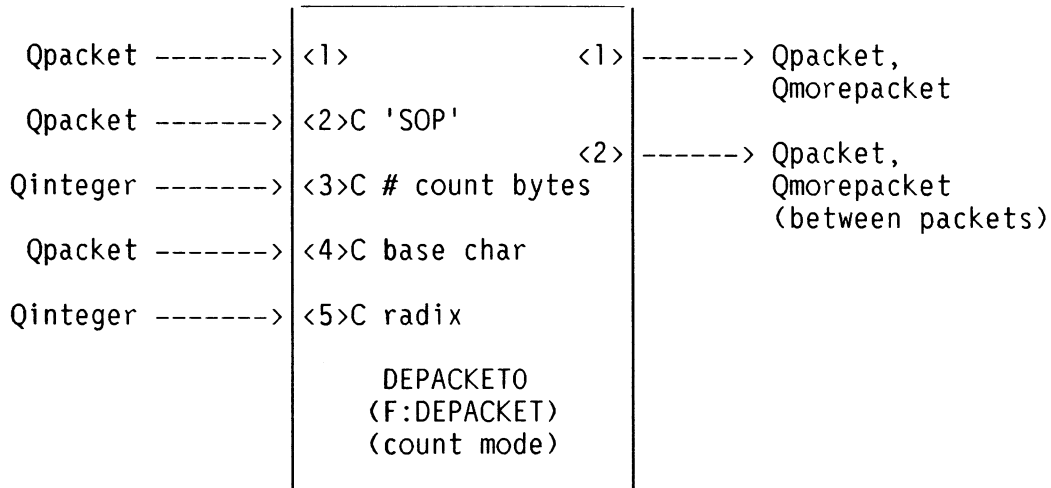 Qpacket -------> <1> <1> ------> Qpacket,
Qmorepacket
Qpacket -------> <2>C 'SOP'
<2> ------> Qpacket,
Qinteger -------> <3>C # count bytes Qmorepacket
(between packets)
Qpacket -------> <4>C base char
Qinteger -------> <5>C radix
DEPACKET0
(F:DEPACKET)
(count mode)